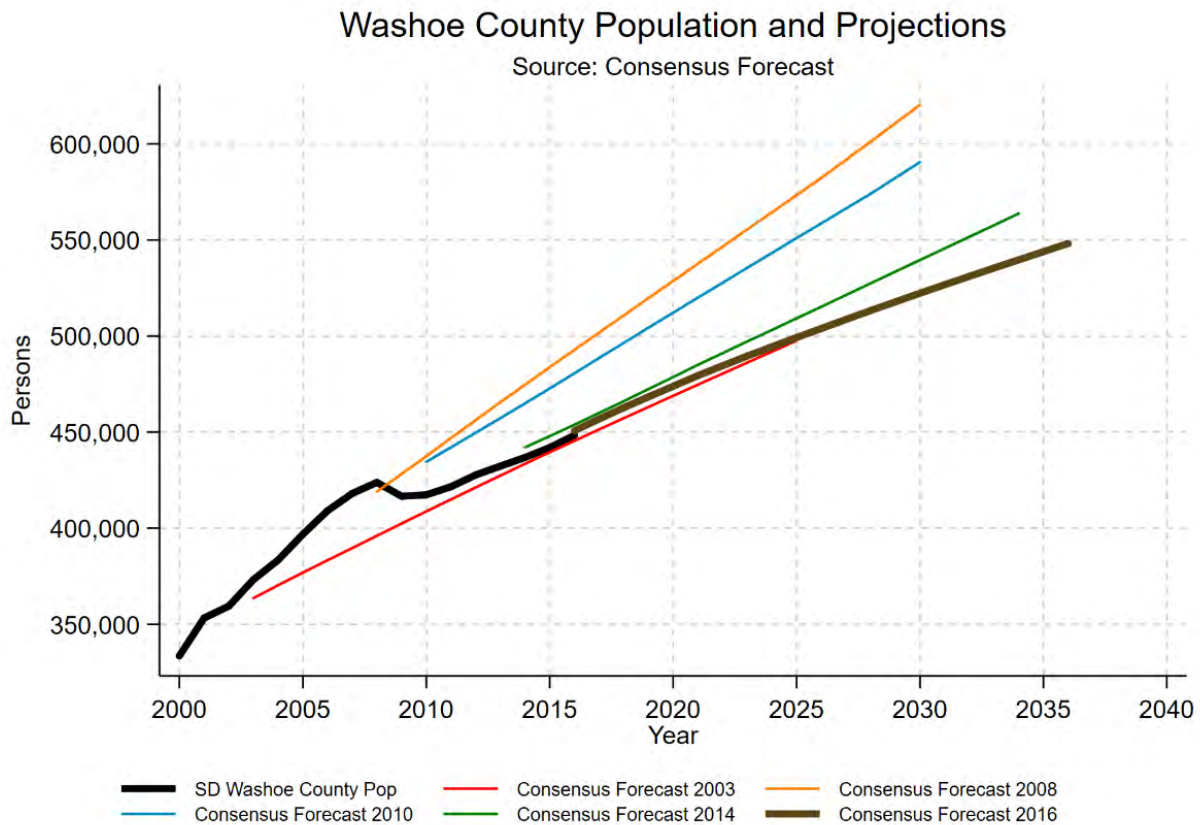 Washoe County Population and Projections
Source: Consensus Forecast
600,000
550,000
500,000
450,000
400,000
350,000
Persons
2000 2005 2010 2015 2020 2025 2030 2035 2040
Year
SD Washoe County Pop Consensus Forecast 2003 Consensus Forecast 2008
Consensus Forecast 2010 Consensus Forecast 2014 Consensus Forecast 2016